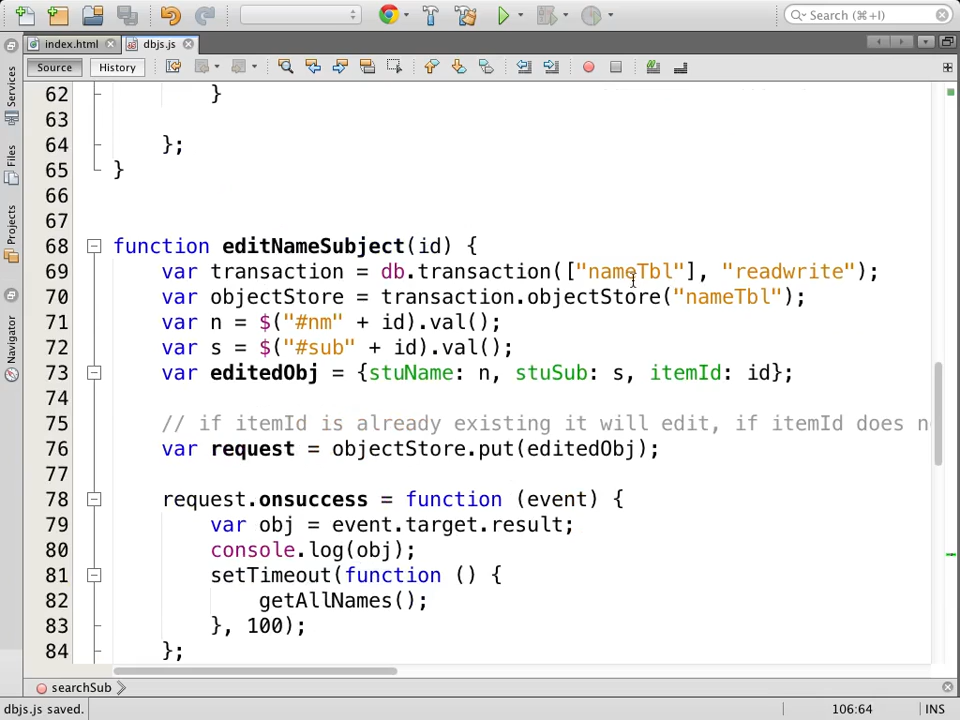 Search (⌘+I)
index.html
dbjs.js
Source
History
Services
Files
Projects
Navigator
62 }
63
64 };
65 }
66
67
68 function editNameSubject(id) {
69 var transaction = db.transaction(["nameTbl"], "readwrite");
70 var objectStore = transaction.objectStore("nameTbl");
71 var n = $("#nm" + id).val();
72 var s = $("#sub" + id).val();
73 var editedObj = {stuName: n, stuSub: s, itemId: id};
74
75 // if itemId is already existing it will edit, if itemId does
76 var request = objectStore.put(editedObj);
77
78 request.onsuccess = function (event) {
79 var obj = event.target.result;
80 console.log(obj);
81 setTimeout(function () {
82 getAllNames();
83 }, 100);
84 };
searchSub
dbjs.js saved.
106:64
INS